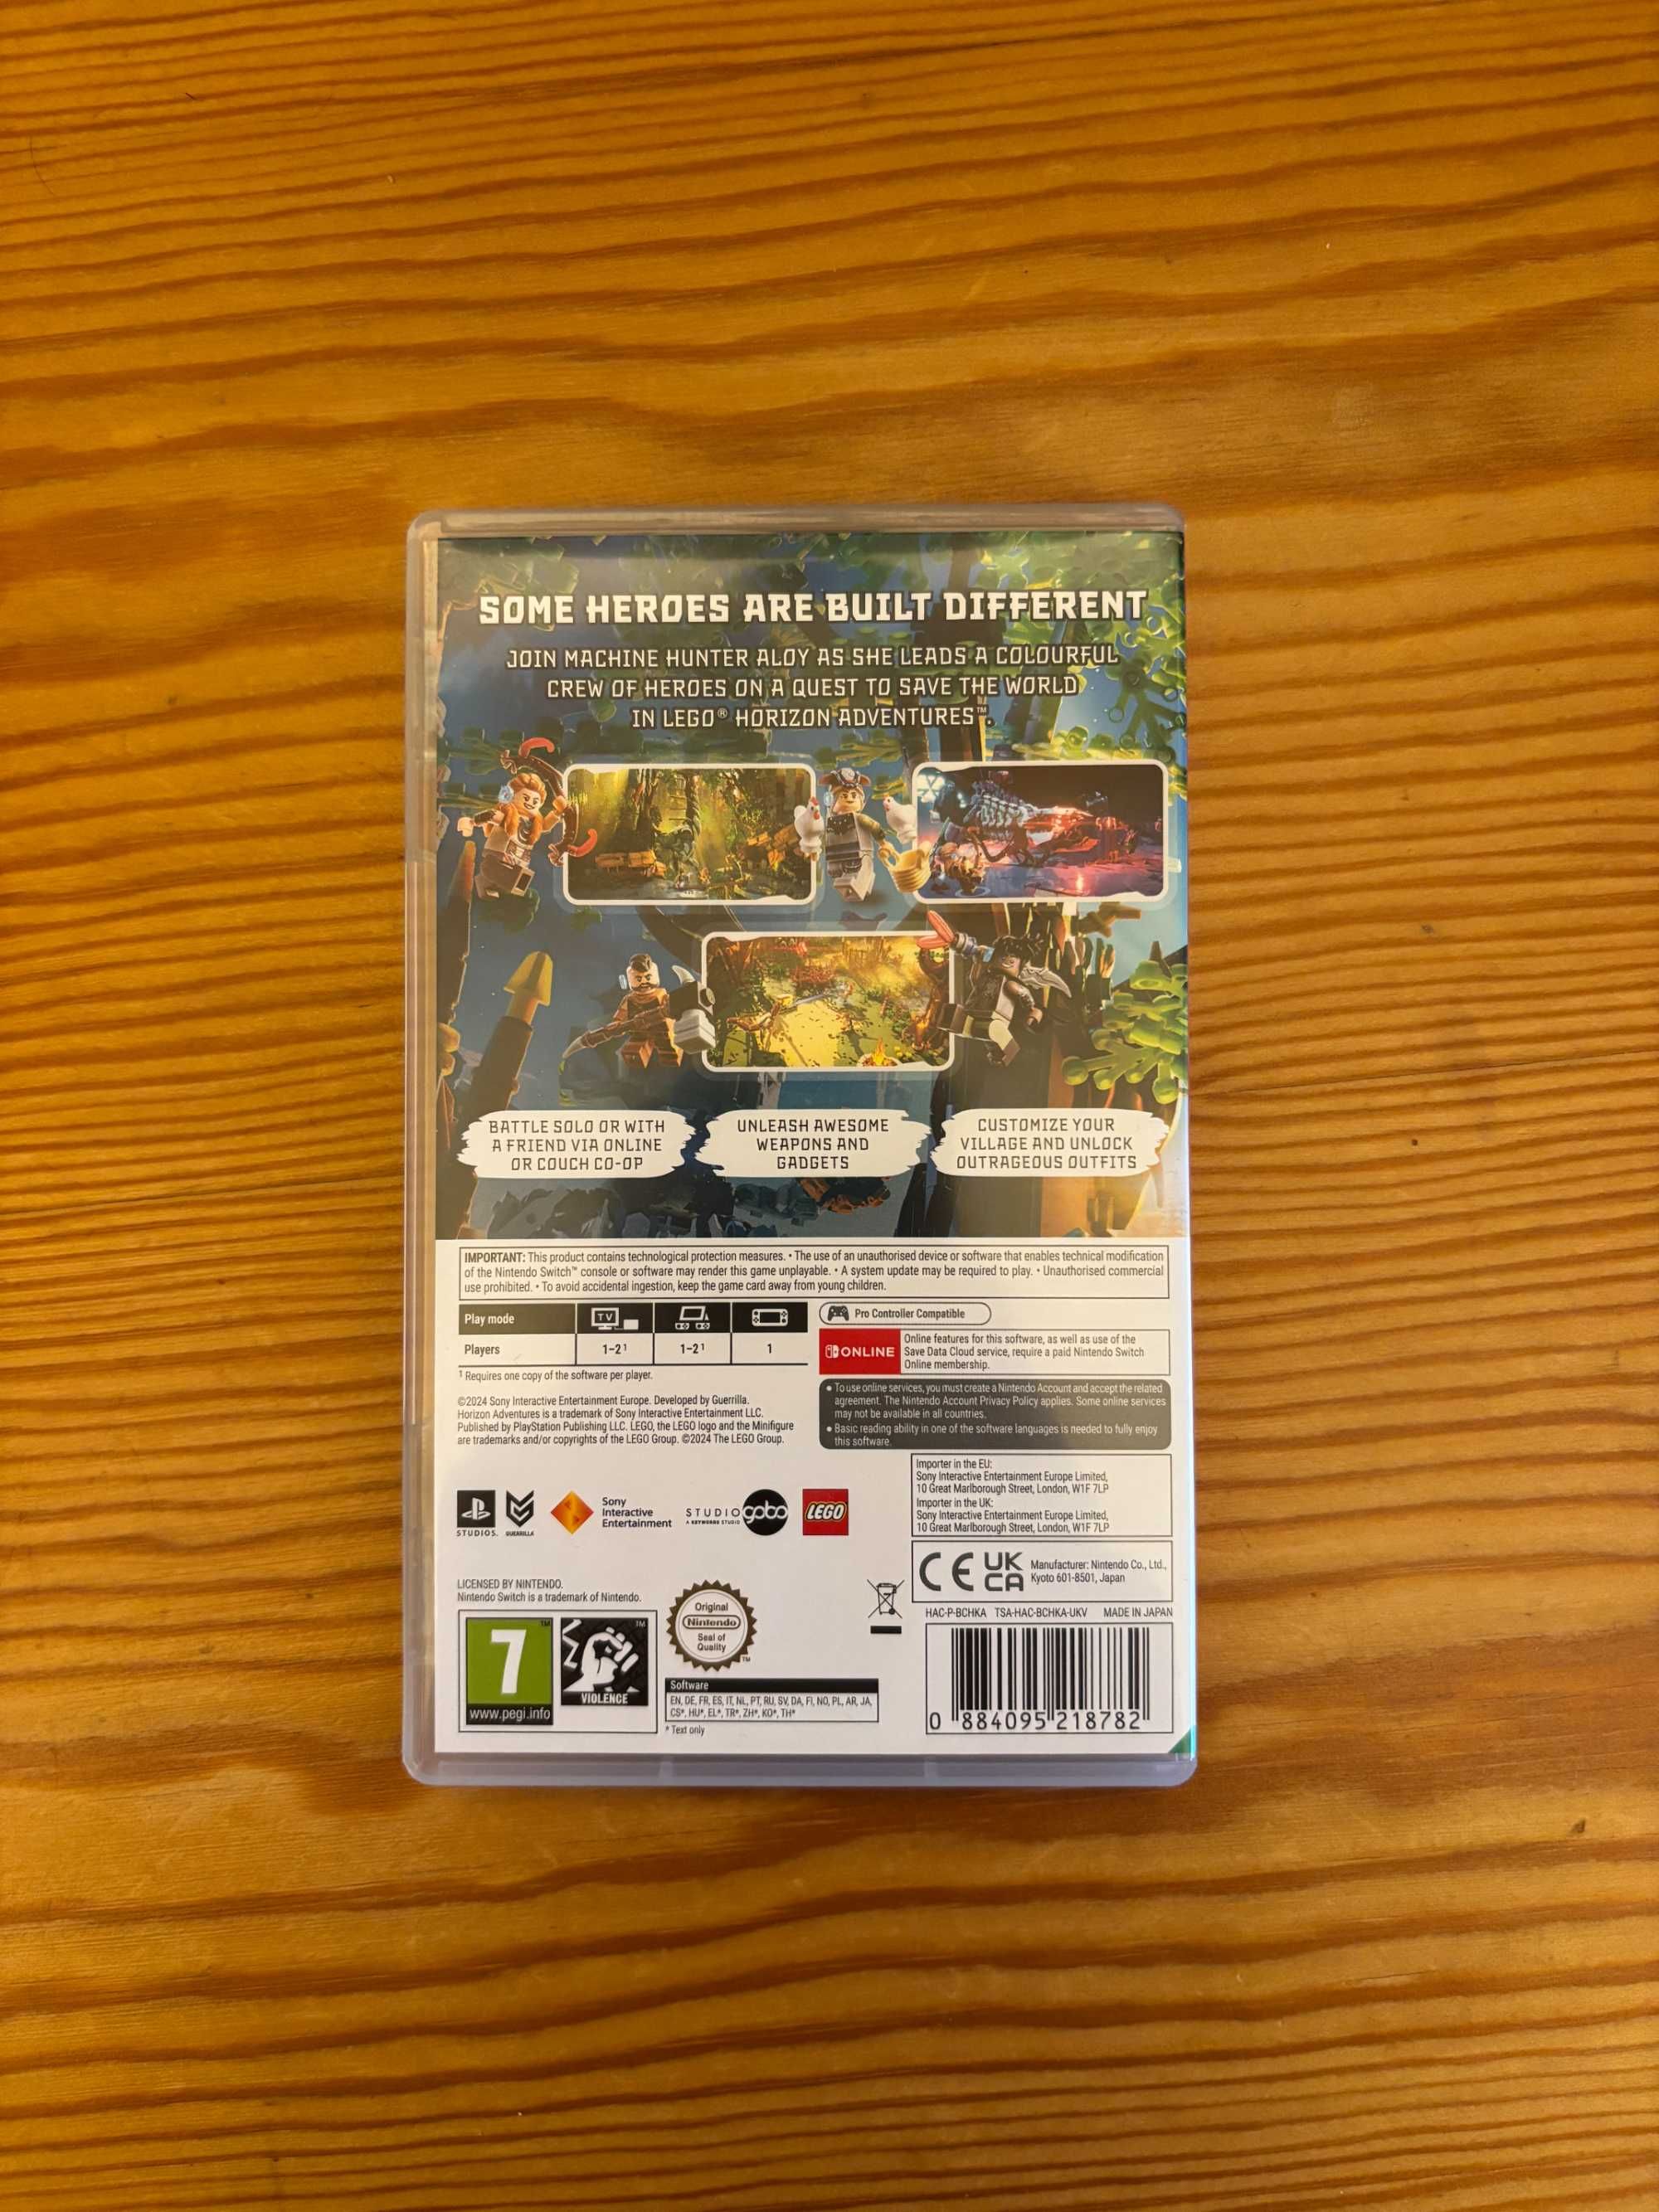 SOME HEROES ARE BUILT DIFFERENT
JOIN MACHINE HUNTER ALOY AS SHE LEADS A COLOURFUL
CREW OF HEROES ON A QUEST TO SAVE THE WORLD
IN LEGO® HORIZON ADVENTURES™.
BATTLE SOLO OR WITH
A FRIEND VIA ONLINE
OR COUCH CO-OP
UNLEASH AWESOME
WEAPONS AND
GADGETS
CUSTOMIZE YOUR
VILLAGE AND UNLOCK
OUTRAGEOUS OUTFITS
IMPORTANT: This product contains technological protection measures. • The use of an unauthorised device or software that enables technical modification
of the Nintendo Switch™ console or software may render this game unplayable. • A system update may be required to play. • Unauthorised commercial
use prohibited. • To avoid accidental ingestion, keep the game card away from young children.
Play mode TV
Players 1-2¹ 1-2¹ 1
¹ Requires one copy of the software per player.
Pro Controller Compatible
ONLINE
Online features for this software, as well as use of the
Save Data Cloud service, require a paid Nintendo Switch
Online membership.
• To use online services, you must create a Nintendo Account and accept the related
agreement. The Nintendo Account Privacy Policy applies. Some online services
may not be available in all countries.
• Basic reading ability in one of the software languages is needed to fully enjoy
this software.
©2024 Sony Interactive Entertainment Europe. Developed by Guerrilla.
Horizon Adventures is a trademark of Sony Interactive Entertainment LLC.
Published by PlayStation Publishing LLC. LEGO, the LEGO logo and the Minifigure
are trademarks and/or copyrights of the LEGO Group. ©2024 The LEGO Group.
Importer in the EU:
Sony Interactive Entertainment Europe Limited,
10 Great Marlborough Street, London, W1F 7LP
Importer in the UK:
Sony Interactive Entertainment Europe Limited,
10 Great Marlborough Street, London, W1F 7LP
STUDIOS.
GUERRILLA
Sony
Interactive
Entertainment
STUDIO gobo
A KEYWORDS STUDIO
LEGO
CE UK
CA
Manufacturer: Nintendo Co., Ltd.,
Kyoto 601-8501, Japan
LICENSED BY NINTENDO.
Nintendo Switch is a trademark of Nintendo.
HAC-P-BCHKA TSA-HAC-BCHKA-UKV MADE IN JAPAN
7™
www.pegi.info
™
VIOLENCE
Original
Nintendo
Seal of
Quality
™
Software
EN, DE, FR, ES, IT, NL, PT, RU, SV, DA, FI, NO, PL, AR, JA,
CS*, HU*, EL*, TR*, ZH*, KO*, TH*
* Text only
0 884095 218782